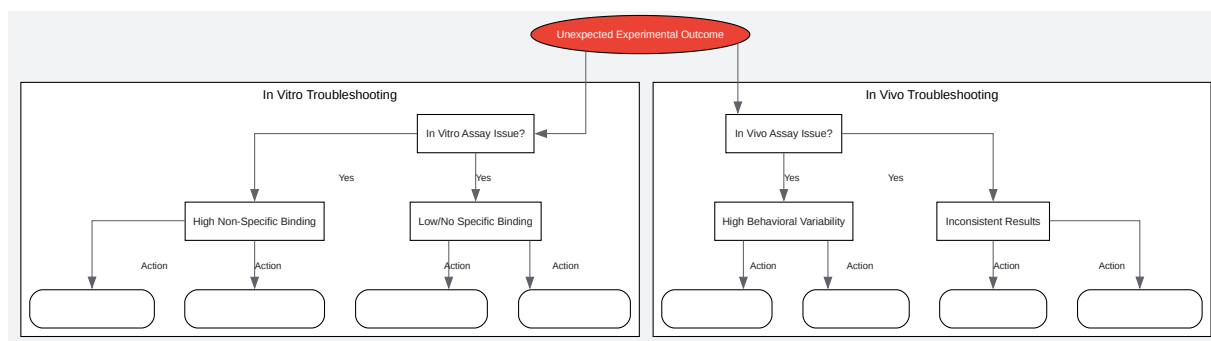 Unexpected Experimental Outcome
In Vitro Troubleshooting
In Vivo Troubleshooting
In Vitro Assay Issue?
In Vivo Assay Issue?
Yes
Yes
Yes
Yes
High Non-Specific Binding
Low/No Specific Binding
High Behavioral Variability
Inconsistent Results
Action
Action
Action
Action
Action
Action
Action
Action